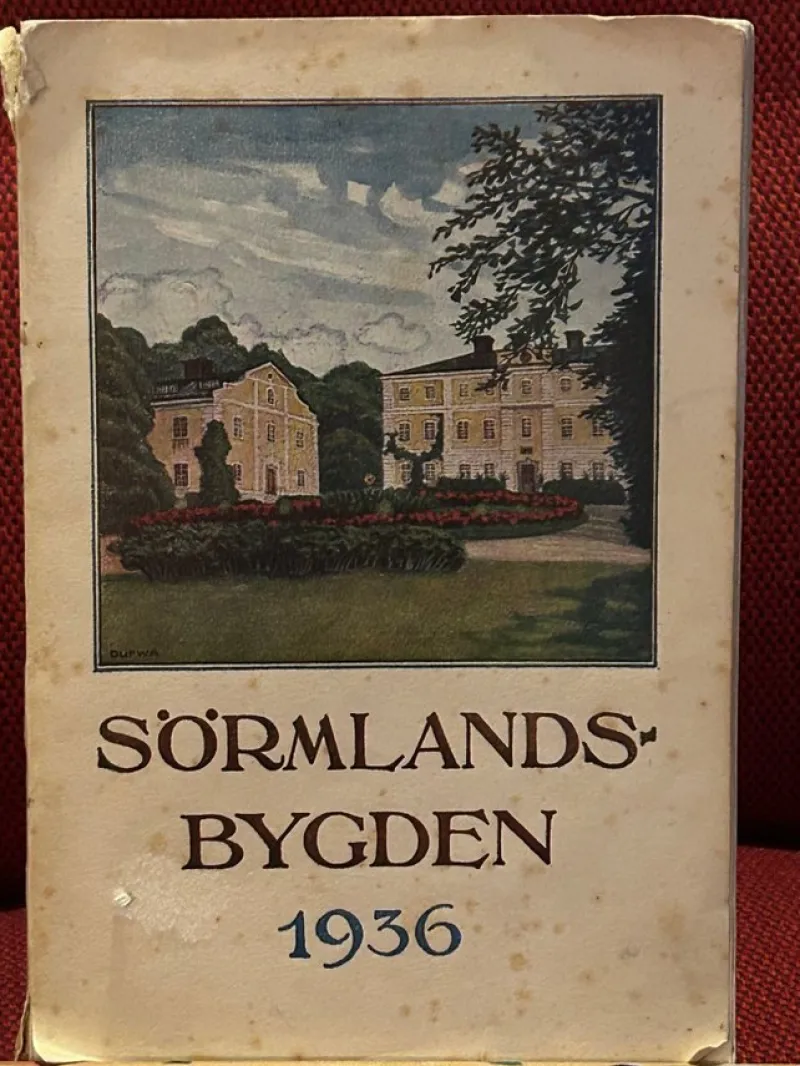 DUFWA
SÖRMLANDS-
BYGDEN
1936